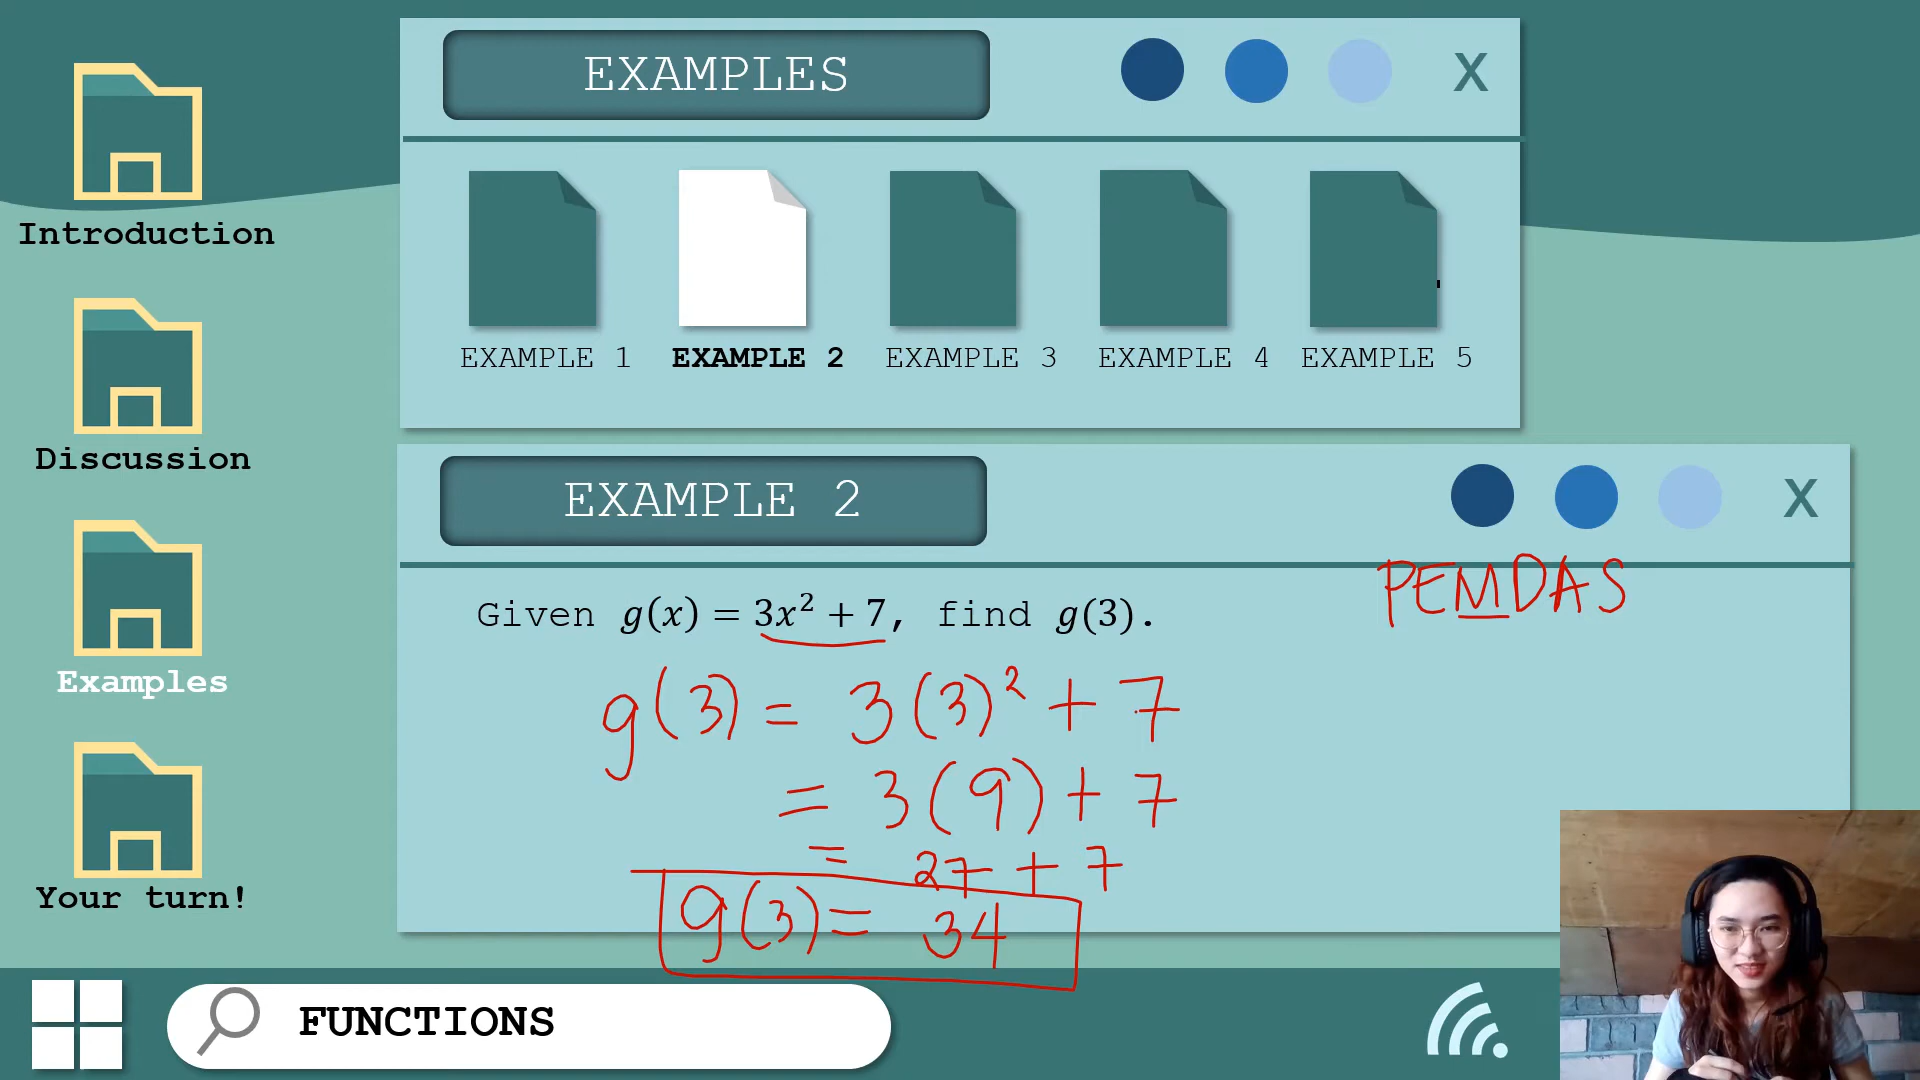 EXAMPLES
X
Introduction
EXAMPLE 1
EXAMPLE 2
EXAMPLE 3
EXAMPLE 4
EXAMPLE 5
Discussion
EXAMPLE 2
X
PEMDAS
Given g(x) = 3x² + 7, find g(3).
g(3) = 3(3)² + 7
= 3(9) + 7
= 27 + 7
g(3) = 34
Examples
Your turn!
FUNCTIONS